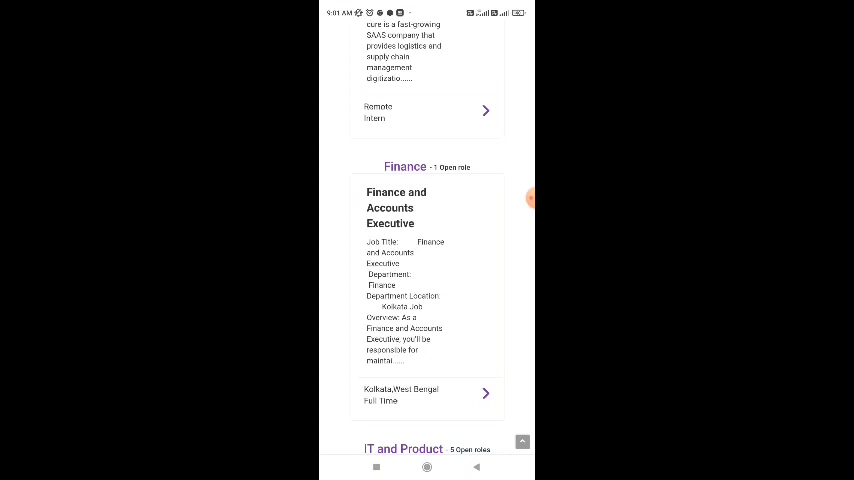 9:01 AM
cure is a fast-growing
SAAS company that
provides logistics and
supply chain
management
digitizatio......
Remote
Intern
Finance - 1 Open role
Finance and
Accounts
Executive
Job Title: Finance
and Accounts
Executive
Department:
Finance
Department Location:
Kolkata Job
Overview: As a
Finance and Accounts
Executive, you'll be
responsible for
maintai......
Kolkata,West Bengal
Full Time
IT and Product - 5 Open roles